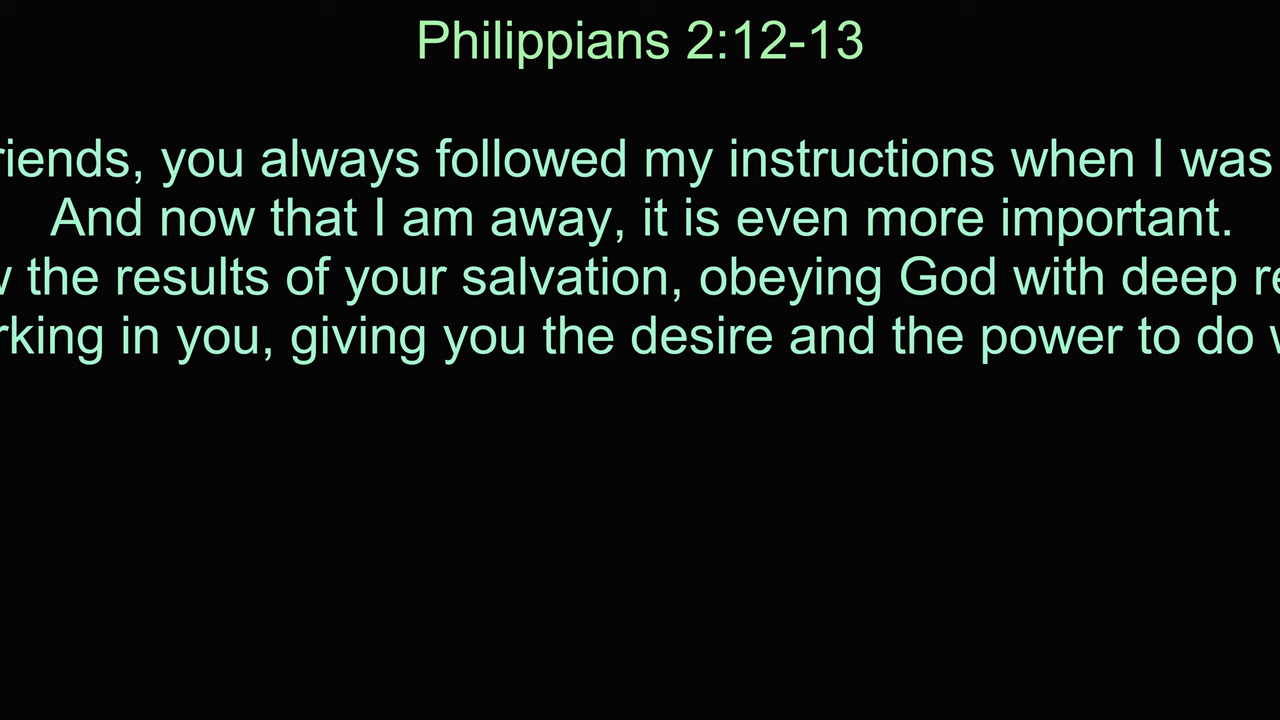 Philippians 2:12-13
riends, you always followed my instructions when I was
And now that I am away, it is even more important.
the results of your salvation, obeying God with deep re
rking in you, giving you the desire and the power to do